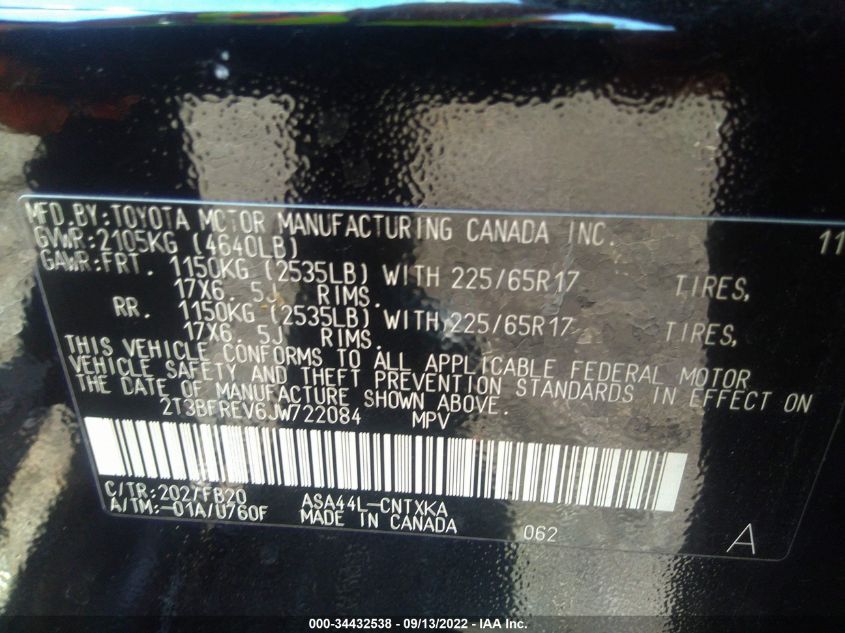 MFD.BY:TOYOTA MOTOR MANUFACTURING CANADA INC. 11
GVWR:2105KG (4640LB)
GAWR:FRT. 1150KG (2535LB) WITH 225/65R17 TIRES,
17X6.5J RIMS.
RR. 1150KG (2535LB) WITH 225/65R17 TIRES,
17X6.5J RIMS.
THIS VEHICLE CONFORMS TO ALL APPLICABLE FEDERAL MOTOR
VEHICLE SAFETY AND THEFT PREVENTION STANDARDS IN EFFECT ON
THE DATE OF MANUFACTURE SHOWN ABOVE.
2T3BFREV6JW722084 MPV
C/TR:202/FB20
A/TM:-01A/U760F
ASA44L-CNTXKA
MADE IN CANADA
062
A
000-34432538 - 09/13/2022 - IAA Inc.